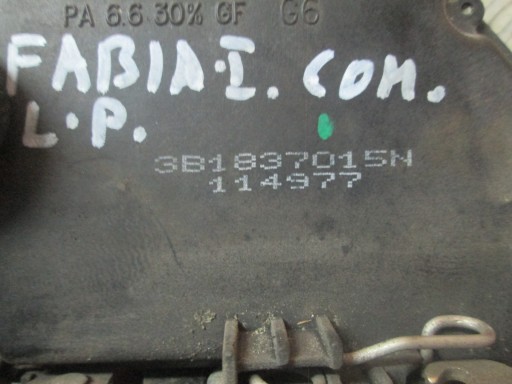 PA 6.6 30% GF G6
FABIA·I. COM.
L.P.
3B1837015N
114977